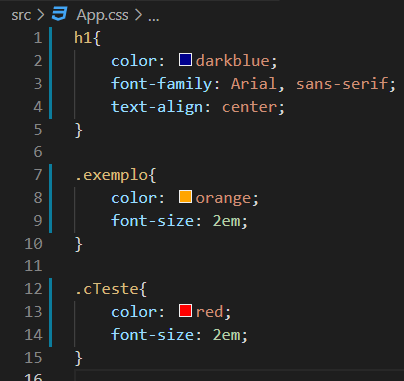 src > App.css > ...
1 h1{
2     color: darkblue;
3     font-family: Arial, sans-serif;
4     text-align: center;
5 }
6
7 .exemplo{
8     color: orange;
9     font-size: 2em;
10 }
11
12 .cTeste{
13     color: red;
14     font-size: 2em;
15 }
16